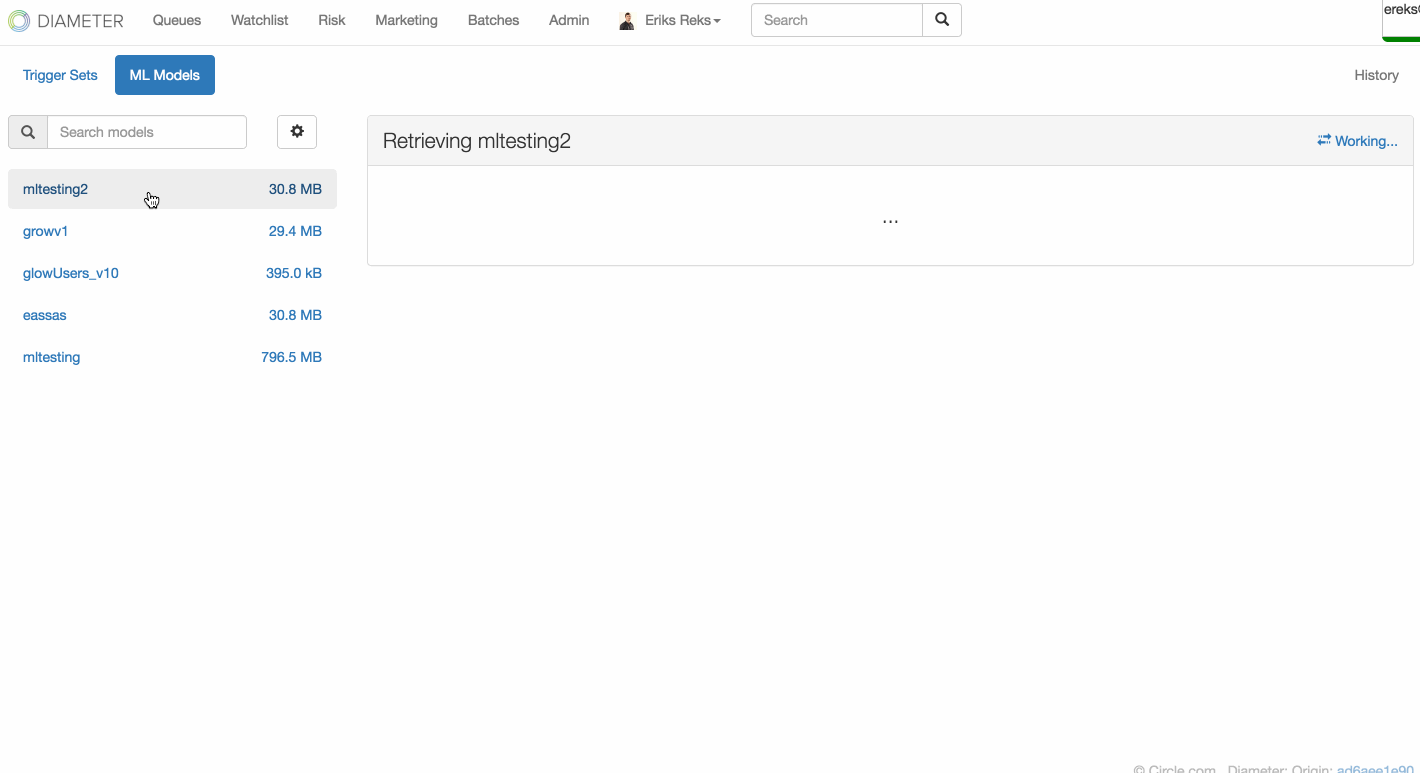 DIAMETER Queues Watchlist Risk Marketing Batches Admin Eriks Reks Search
ereks
Trigger Sets ML Models History
Search models
Retrieving mltesting2 Working...
mltesting2 30.8 MB
...
growv1 29.4 MB
glowUsers_v10 395.0 kB
eassas 30.8 MB
mltesting 796.5 MB
© Circle.com Diameter: Origin: ad6aee1e90